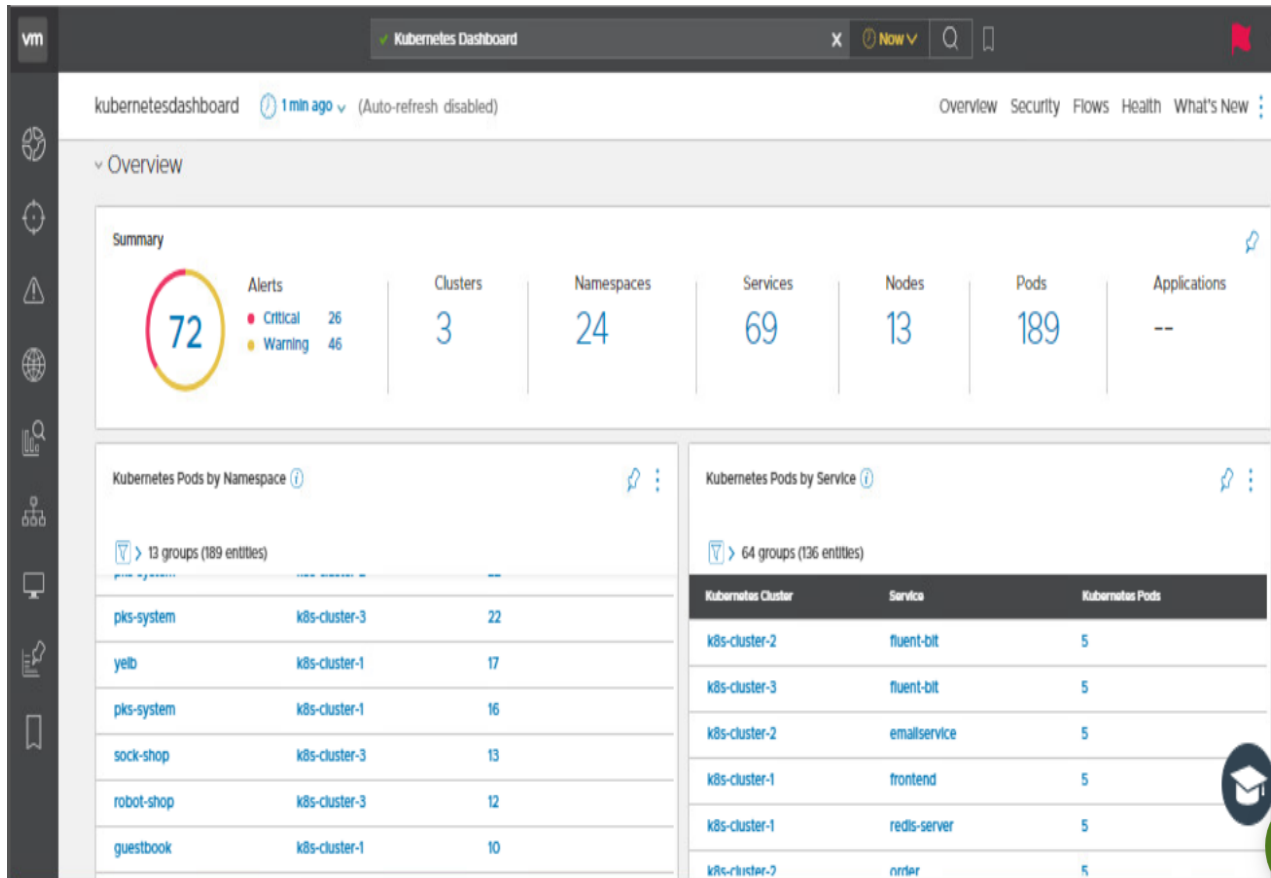 vm
Kubernetes Dashboard X Now
kubernetesdashboard 1 min ago (Auto-refresh disabled) Overview Security Flows Health What's New
Overview
Summary
72
Alerts
Critical 26
Warning 46
Clusters
3
Namespaces
24
Services
69
Nodes
13
Pods
189
Applications
--
Kubernetes Pods by Namespace
13 groups (189 entities)
pks-system k8s-cluster-3 22
yelb k8s-cluster-1 17
pks-system k8s-cluster-1 16
sock-shop k8s-cluster-3 13
robot-shop k8s-cluster-3 12
guestbook k8s-cluster-1 10
Kubernetes Pods by Service
64 groups (136 entities)
Kubernetes Cluster Service Kubernetes Pods
k8s-cluster-2 fluent-bit 5
k8s-cluster-3 fluent-bit 5
k8s-cluster-2 emailservice 5
k8s-cluster-1 frontend 5
k8s-cluster-1 redis-server 5
k8s-cluster-2 order 5